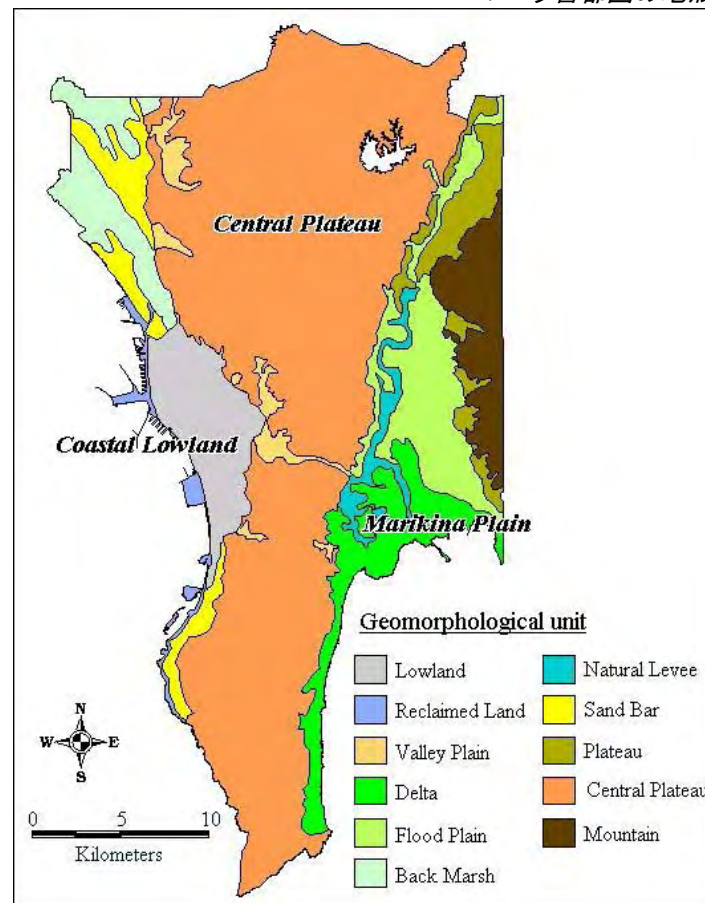 Central Plateau
Coastal Lowland
Marikina Plain
Geomorphological unit
Lowland
Reclaimed Land
Valley Plain
Delta
Flood Plain
Back Marsh
Natural Levee
Sand Bar
Plateau
Central Plateau
Mountain
N
W E
S
0 5 10
Kilometers